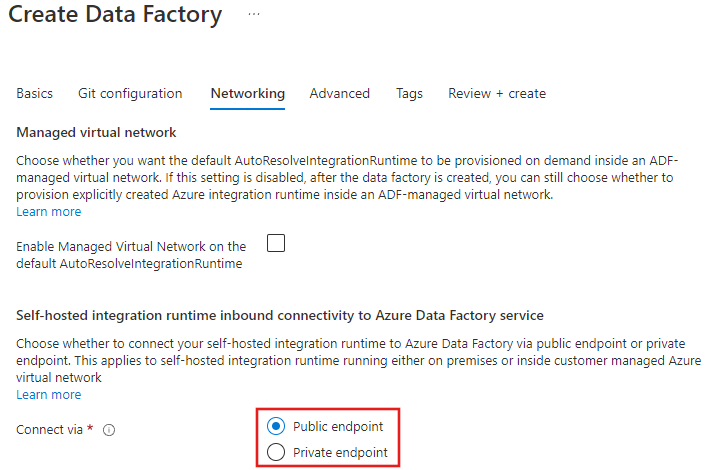 Create Data Factory ...
Basics Git configuration Networking Advanced Tags Review + create
Managed virtual network
Choose whether you want the default AutoResolveIntegrationRuntime to be provisioned on demand inside an ADF-
managed virtual network. If this setting is disabled, after the data factory is created, you can still choose whether to
provision explicitly created Azure integration runtime inside an ADF-managed virtual network.
Learn more
Enable Managed Virtual Network on the
default AutoResolveIntegrationRuntime
Self-hosted integration runtime inbound connectivity to Azure Data Factory service
Choose whether to connect your self-hosted integration runtime to Azure Data Factory via public endpoint or private
endpoint. This applies to self-hosted integration runtime running either on premises or inside customer managed Azure
virtual network
Learn more
Connect via *
Public endpoint
Private endpoint